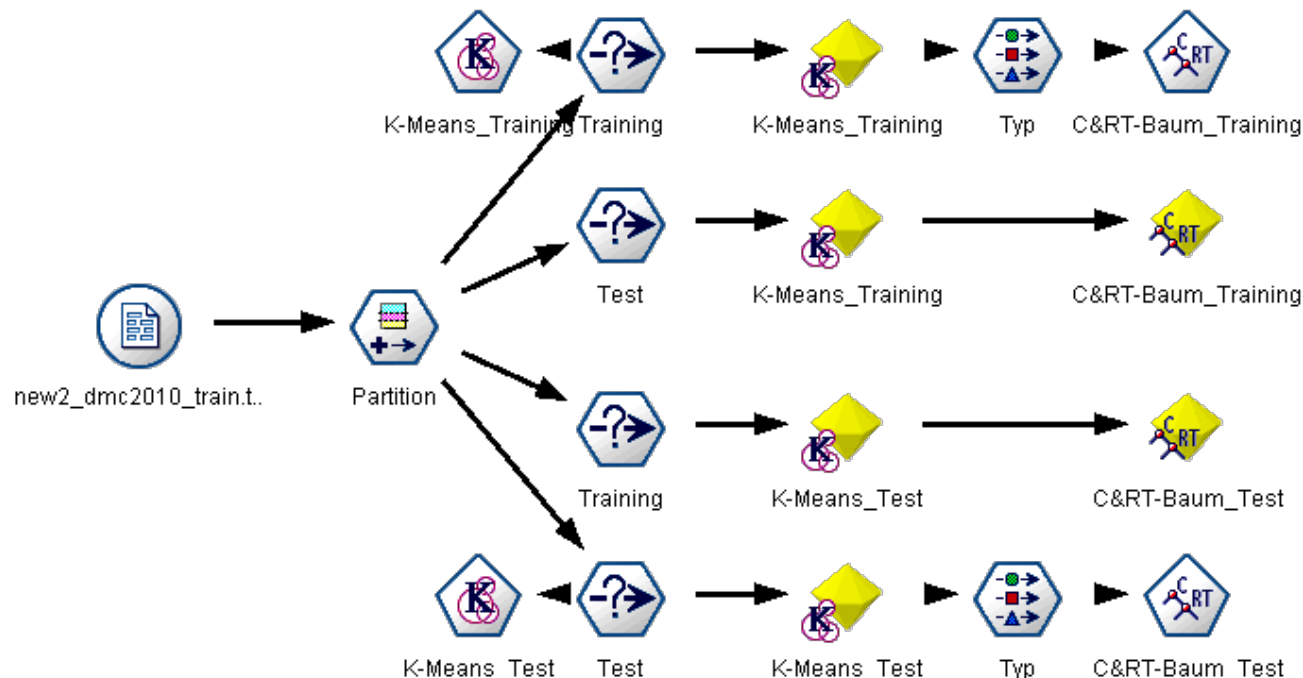 K-Means_Training
Training
K-Means_Training
Typ
C&RT-Baum_Training
Test
K-Means_Training
C&RT-Baum_Training
new2_dmc2010_train.t..
Partition
Training
K-Means_Test
C&RT-Baum_Test
K-Means_Test
Test
K-Means_Test
Typ
C&RT-Baum_Test